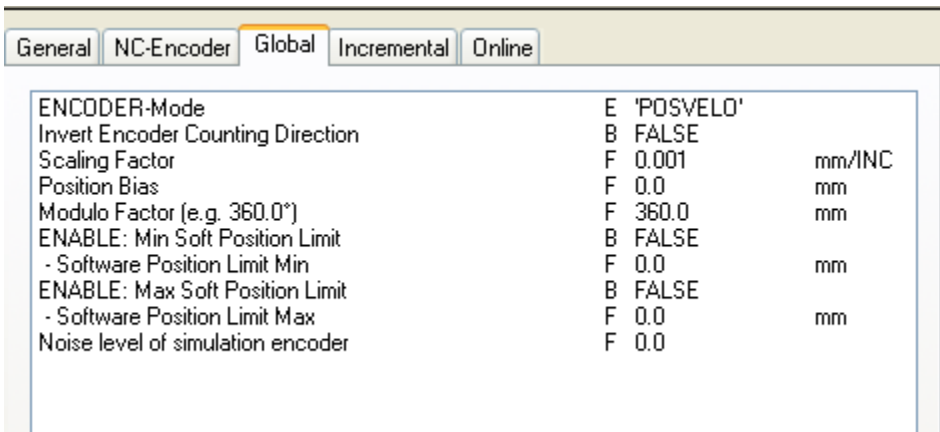 General NC-Encoder Global Incremental Online
ENCODER-Mode E 'POSVELO'
Invert Encoder Counting Direction B FALSE
Scaling Factor F 0.001 mm/INC
Position Bias F 0.0 mm
Modulo Factor (e.g. 360.0°) F 360.0 mm
ENABLE: Min Soft Position Limit B FALSE
- Software Position Limit Min F 0.0 mm
ENABLE: Max Soft Position Limit B FALSE
- Software Position Limit Max F 0.0 mm
Noise level of simulation encoder F 0.0